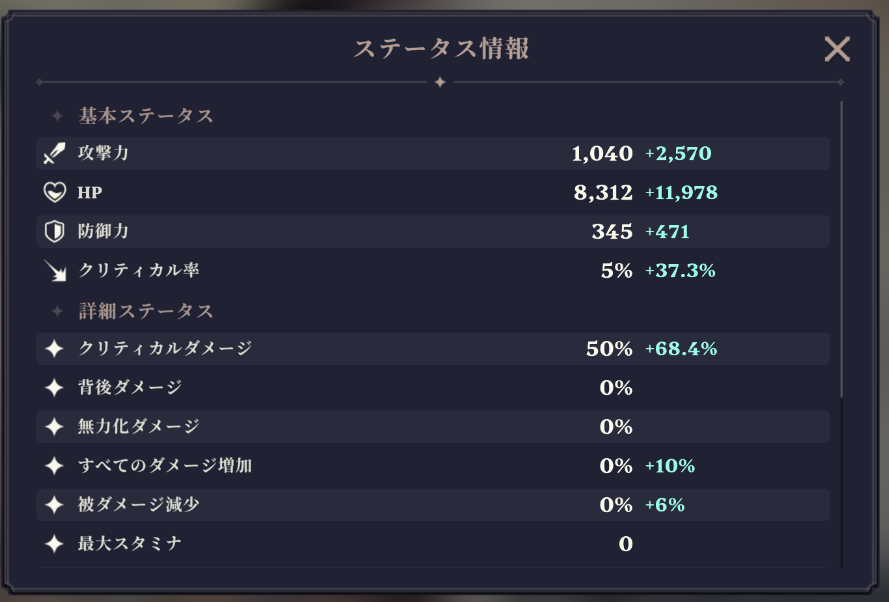 ステータス情報
基本ステータス
攻撃力 1,040 +2,570
HP 8,312 +11,978
防御力 345 +471
クリティカル率 5% +37.3%
詳細ステータス
クリティカルダメージ 50% +68.4%
背後ダメージ 0%
無力化ダメージ 0%
すべてのダメージ増加 0% +10%
被ダメージ減少 0% +6%
最大スタミナ 0